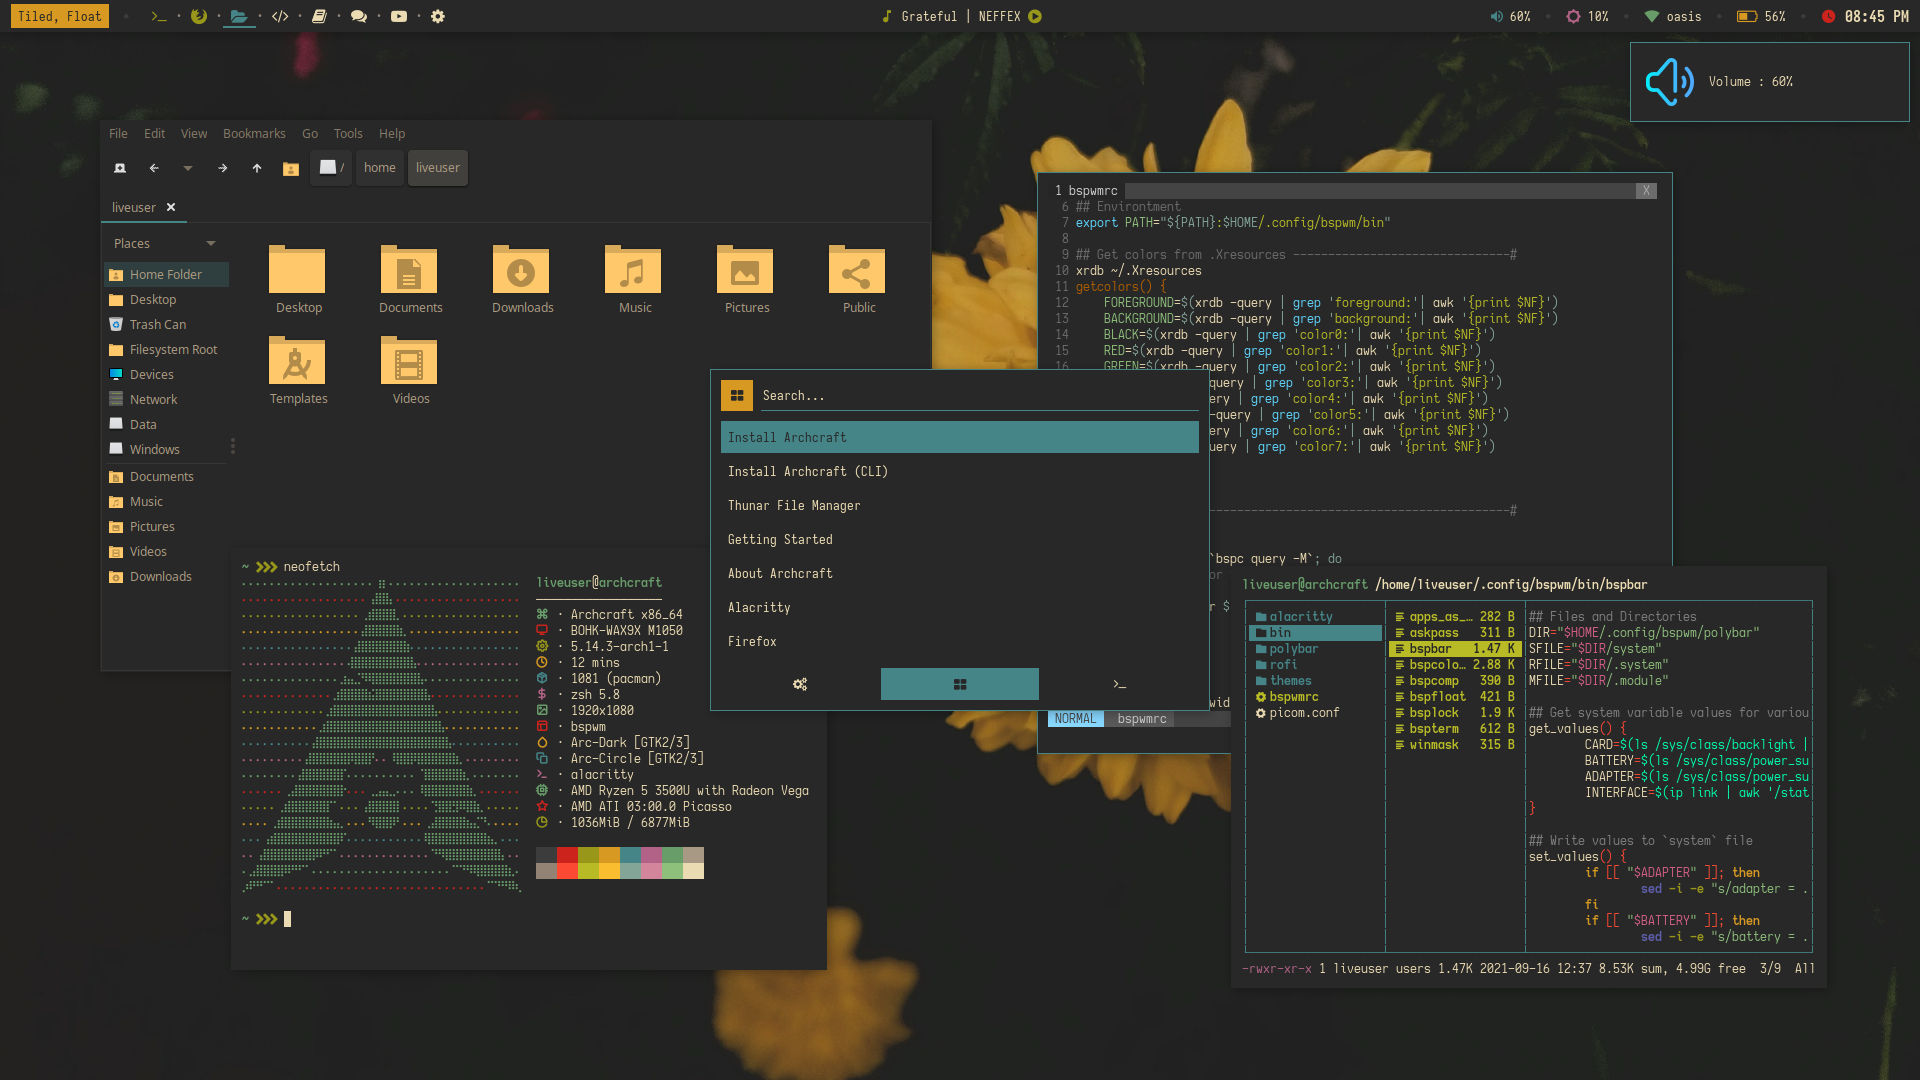 Tiled, Float
Grateful | NEFFEX
60%
10%
oasis
56%
08:45 PM
Volume : 60%
File Edit View Bookmarks Go Tools Help
/ home liveuser
liveuser
Places
Home Folder
Desktop
Trash Can
Filesystem Root
Devices
Network
Data
Windows
Documents
Music
Pictures
Videos
Downloads
Desktop Documents Downloads Music Pictures Public
Templates Videos
1 bspwmrc X
6 ## Environtment
7 export PATH="${PATH}:$HOME/.config/bspwm/bin"
8
9 ## Get colors from .Xresources -------------------------------#
10 xrdb ~/.Xresources
11 getcolors() {
12 FOREGROUND=$(xrdb -query | grep 'foreground:'| awk '{print $NF}')
13 BACKGROUND=$(xrdb -query | grep 'background:'| awk '{print $NF}')
14 BLACK=$(xrdb -query | grep 'color0:'| awk '{print $NF}')
15 RED=$(xrdb -query | grep 'color1:'| awk '{print $NF}')
16 GREEN=$(xrdb -query | grep 'color2:'| awk '{print $NF}')
-query | grep 'color3:'| awk '{print $NF}')
ery | grep 'color4:'| awk '{print $NF}')
-query | grep 'color5:'| awk '{print $NF}')
uery | grep 'color6:'| awk '{print $NF}')
uery | grep 'color7:'| awk '{print $NF}')
-------------------------------------------#
`bspc query -M`; do
or
r $
wid
NORMAL bspwmrc
Search...
Install Archcraft
Install Archcraft (CLI)
Thunar File Manager
Getting Started
About Archcraft
Alacritty
Firefox
~ >>> neofetch
liveuser@archcraft
· Archcraft x86_64
· BOHK-WAX9X M1050
· 5.14.3-arch1-1
· 12 mins
· 1081 (pacman)
· zsh 5.8
· 1920x1080
· bspwm
· Arc-Dark [GTK2/3]
· Arc-Circle [GTK2/3]
· alacritty
· AMD Ryzen 5 3500U with Radeon Vega
· AMD ATI 03:00.0 Picasso
· 1036MiB / 6877MiB
~ >>>
liveuser@archcraft /home/liveuser/.config/bspwm/bin/bspbar
alacritty
bin
polybar
rofi
themes
bspwmrc
picom.conf
apps_as_… 282 B
askpass 311 B
bspbar 1.47 K
bspcolo… 2.88 K
bspcomp 390 B
bspfloat 421 B
bsplock 1.9 K
bspterm 612 B
winmask 315 B
## Files and Directories
DIR="$HOME/.config/bspwm/polybar"
SFILE="$DIR/system"
RFILE="$DIR/.system"
MFILE="$DIR/.module"
## Get system variable values for variou
get_values() {
CARD=$(ls /sys/class/backlight |
BATTERY=$(ls /sys/class/power_su
ADAPTER=$(ls /sys/class/power_su
INTERFACE=$(ip link | awk '/stat
}
## Write values to `system` file
set_values() {
if [[ "$ADAPTER" ]]; then
sed -i -e "s/adapter = .
fi
if [[ "$BATTERY" ]]; then
sed -i -e "s/battery = .
-rwxr-xr-x 1 liveuser users 1.47K 2021-09-16 12:37 8.53K sum, 4.99G free 3/9 All